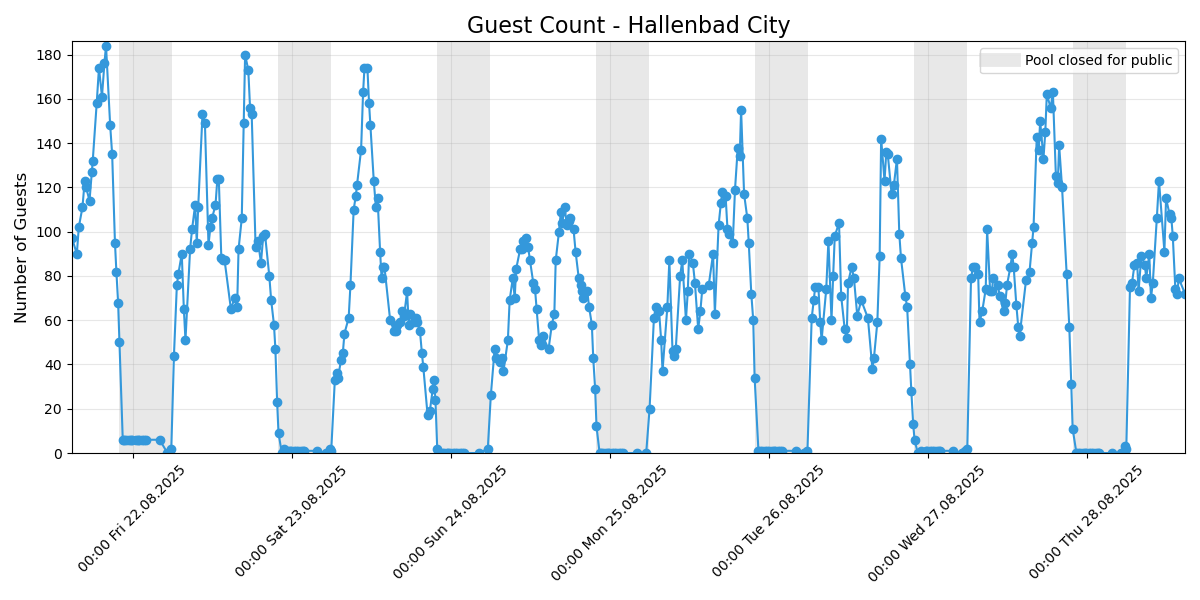 Guest Count - Hallenbad City
Pool closed for public
Number of Guests
180
160
140
120
100
80
60
40
20
0
00:00 Fri 22.08.2025
00:00 Sat 23.08.2025
00:00 Sun 24.08.2025
00:00 Mon 25.08.2025
00:00 Tue 26.08.2025
00:00 Wed 27.08.2025
00:00 Thu 28.08.2025